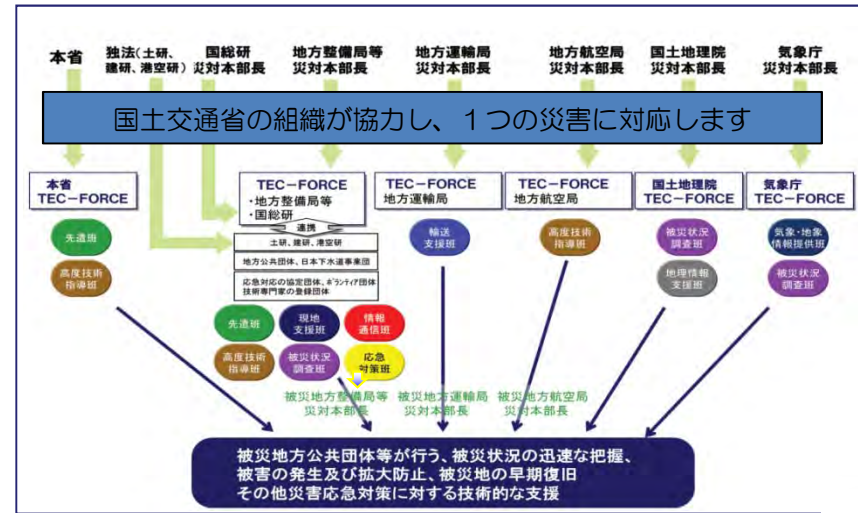 本省
独法(土研、
建研、港空研)
国総研
災対本部長
地方整備局等
災対本部長
地方運輸局
災対本部長
地方航空局
災対本部長
国土地理院
災対本部長
気象庁
災対本部長
国土交通省の組織が協力し、１つの災害に対応します
本省
TEC-FORCE
先遣班
高度技術
指導班
TEC-FORCE
・地方整備局等
・国総研
連携
土研、建研、港空研
地方公共団体、日本下水道事業団
応急対応の協定団体、ボランティア団体
技術専門家の登録団体
先遣班
現地
支援班
情報
通信班
高度技術
指導班
被災状況
調査班
応急
対策班
TEC-FORCE
地方運輸局
輸送
支援班
TEC-FORCE
地方航空局
高度技術
指導班
国土地理院
TEC-FORCE
被災状況
調査班
地理情報
支援班
気象庁
TEC-FORCE
気象・地象
情報提供班
被災状況
調査班
被災地方整備局等
災対本部長
被災地方運輸局
災対本部長
被災地方航空局
災対本部長
被災地方公共団体等が行う、被災状況の迅速な把握、
被害の発生及び拡大防止、被災地の早期復旧
その他災害応急対策に対する技術的な支援